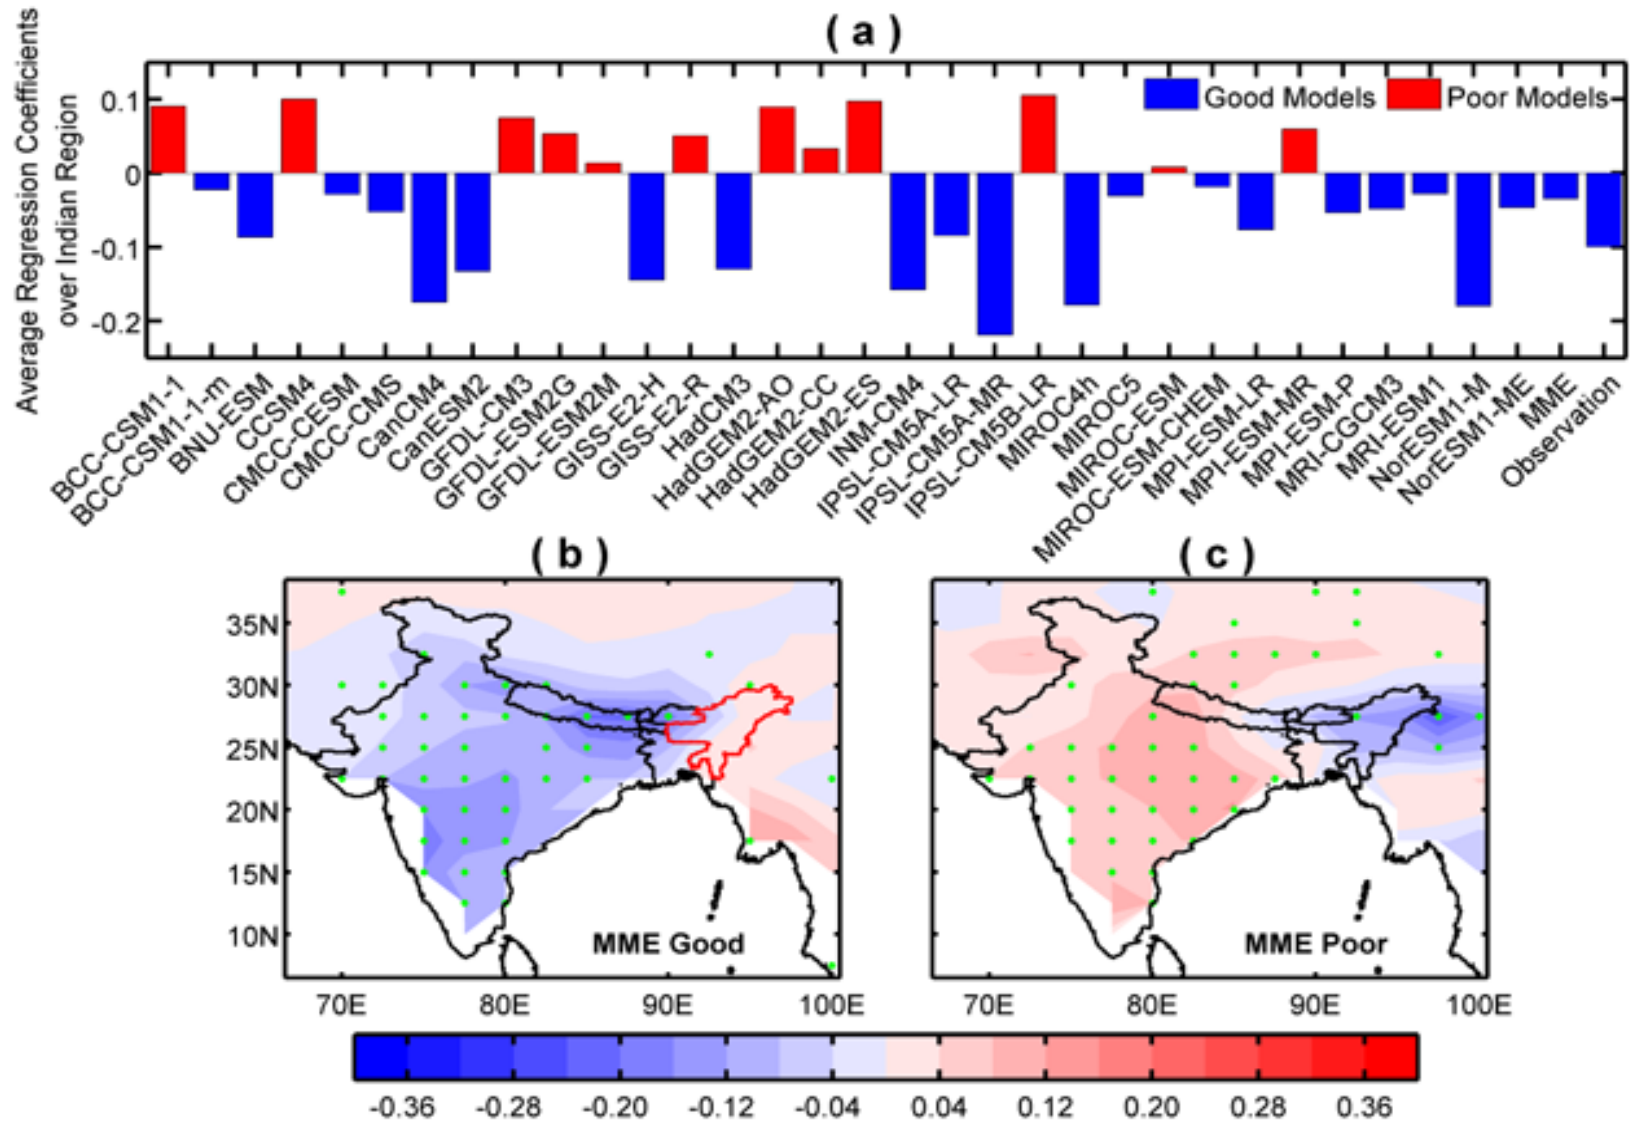 ( a )
Average Regression Coefficients
over Indian Region
0.1
0
-0.1
-0.2
Good Models
Poor Models
BCC-CSM1-1
BCC-CSM1-1-m
BNU-ESM
CCSM4
CMCC-CESM
CMCC-CMS
CanCM4
CanESM2
GFDL-CM3
GFDL-ESM2G
GFDL-ESM2M
GISS-E2-H
GISS-E2-R
HadCM3
HadGEM2-AO
HadGEM2-CC
HadGEM2-ES
INM-CM4
IPSL-CM5A-LR
IPSL-CM5A-MR
IPSL-CM5B-LR
MIROC4h
MIROC5
MIROC-ESM
MIROC-ESM-CHEM
MPI-ESM-LR
MPI-ESM-MR
MPI-ESM-P
MRI-CGCM3
MRI-ESM1
NorESM1-M
NorESM1-ME
MME
Observation
( b )
35N
30N
25N
20N
15N
10N
MME Good
70E 80E 90E 100E
( c )
MME Poor
70E 80E 90E 100E
-0.36 -0.28 -0.20 -0.12 -0.04 0.04 0.12 0.20 0.28 0.36